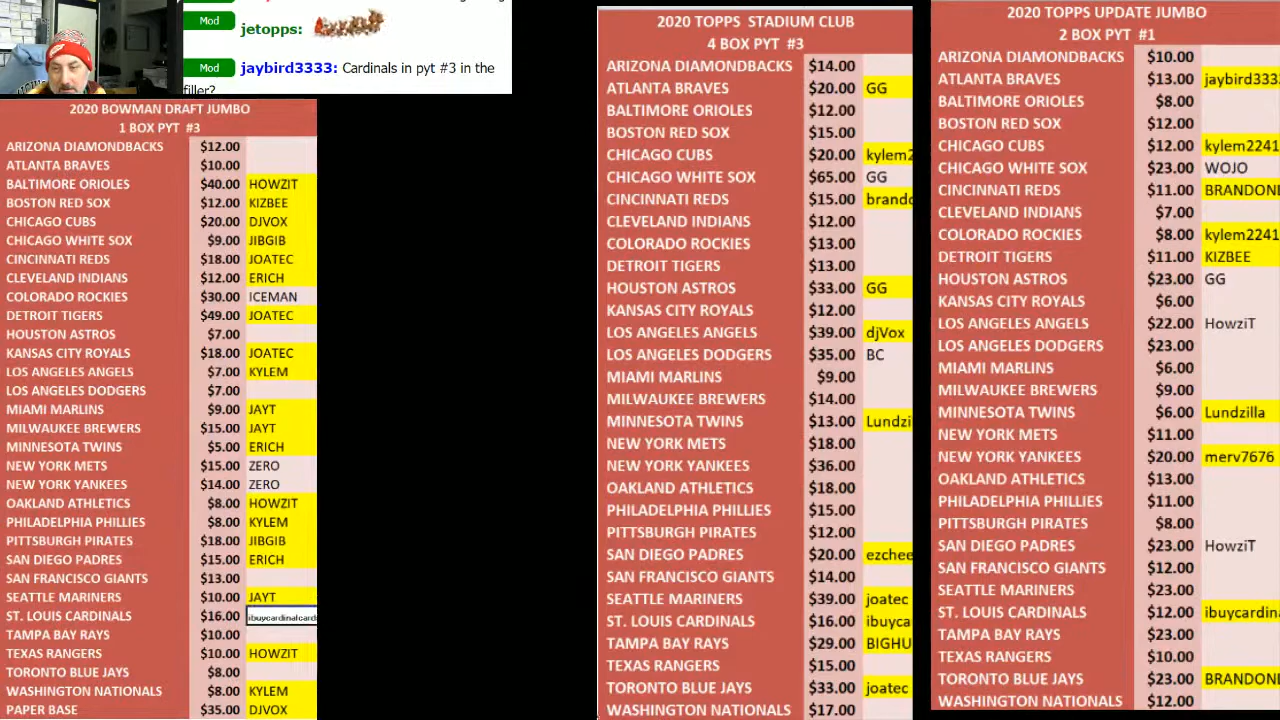 Mod jetopps:
Mod jaybird3333: Cardinals in pyt #3 in the
filler?
2020 BOWMAN DRAFT JUMBO
1 BOX PYT #3
ARIZONA DIAMONDBACKS $12.00
ATLANTA BRAVES $10.00
BALTIMORE ORIOLES $40.00 HOWZIT
BOSTON RED SOX $12.00 KIZBEE
CHICAGO CUBS $20.00 DJVOX
CHICAGO WHITE SOX $9.00 JIBGIB
CINCINNATI REDS $18.00 JOATEC
CLEVELAND INDIANS $12.00 ERICH
COLORADO ROCKIES $30.00 ICEMAN
DETROIT TIGERS $49.00 JOATEC
HOUSTON ASTROS $7.00
KANSAS CITY ROYALS $18.00 JOATEC
LOS ANGELES ANGELS $7.00 KYLEM
LOS ANGELES DODGERS $7.00
MIAMI MARLINS $9.00 JAYT
MILWAUKEE BREWERS $15.00 JAYT
MINNESOTA TWINS $5.00 ERICH
NEW YORK METS $15.00 ZERO
NEW YORK YANKEES $14.00 ZERO
OAKLAND ATHLETICS $8.00 HOWZIT
PHILADELPHIA PHILLIES $8.00 KYLEM
PITTSBURGH PIRATES $18.00 JIBGIB
SAN DIEGO PADRES $15.00 ERICH
SAN FRANCISCO GIANTS $13.00
SEATTLE MARINERS $10.00 JAYT
ST. LOUIS CARDINALS $16.00 ibuycardinalcard
TAMPA BAY RAYS $10.00
TEXAS RANGERS $10.00 HOWZIT
TORONTO BLUE JAYS $8.00
WASHINGTON NATIONALS $8.00 KYLEM
PAPER BASE $35.00 DJVOX
2020 TOPPS STADIUM CLUB
4 BOX PYT #3
ARIZONA DIAMONDBACKS $14.00
ATLANTA BRAVES $20.00 GG
BALTIMORE ORIOLES $12.00
BOSTON RED SOX $15.00
CHICAGO CUBS $20.00 kylem2
CHICAGO WHITE SOX $65.00 GG
CINCINNATI REDS $15.00 brando
CLEVELAND INDIANS $12.00
COLORADO ROCKIES $13.00
DETROIT TIGERS $13.00
HOUSTON ASTROS $33.00 GG
KANSAS CITY ROYALS $12.00
LOS ANGELES ANGELS $39.00 djVox
LOS ANGELES DODGERS $35.00 BC
MIAMI MARLINS $9.00
MILWAUKEE BREWERS $14.00
MINNESOTA TWINS $13.00 Lundzi
NEW YORK METS $18.00
NEW YORK YANKEES $36.00
OAKLAND ATHLETICS $18.00
PHILADELPHIA PHILLIES $15.00
PITTSBURGH PIRATES $12.00
SAN DIEGO PADRES $20.00 ezchee
SAN FRANCISCO GIANTS $14.00
SEATTLE MARINERS $39.00 joatec
ST. LOUIS CARDINALS $16.00 ibuyca
TAMPA BAY RAYS $29.00 BIGHU
TEXAS RANGERS $15.00
TORONTO BLUE JAYS $33.00 joatec
WASHINGTON NATIONALS $17.00
2020 TOPPS UPDATE JUMBO
2 BOX PYT #1
ARIZONA DIAMONDBACKS $10.00
ATLANTA BRAVES $13.00 jaybird333
BALTIMORE ORIOLES $8.00
BOSTON RED SOX $12.00
CHICAGO CUBS $12.00 kylem2241
CHICAGO WHITE SOX $23.00 WOJO
CINCINNATI REDS $11.00 BRANDON
CLEVELAND INDIANS $7.00
COLORADO ROCKIES $8.00 kylem2241
DETROIT TIGERS $11.00 KIZBEE
HOUSTON ASTROS $23.00 GG
KANSAS CITY ROYALS $6.00
LOS ANGELES ANGELS $22.00 HowziT
LOS ANGELES DODGERS $23.00
MIAMI MARLINS $6.00
MILWAUKEE BREWERS $9.00
MINNESOTA TWINS $6.00 Lundzilla
NEW YORK METS $11.00
NEW YORK YANKEES $20.00 merv7676
OAKLAND ATHLETICS $13.00
PHILADELPHIA PHILLIES $11.00
PITTSBURGH PIRATES $8.00
SAN DIEGO PADRES $23.00 HowziT
SAN FRANCISCO GIANTS $12.00
SEATTLE MARINERS $23.00
ST. LOUIS CARDINALS $12.00 ibuycardina
TAMPA BAY RAYS $23.00
TEXAS RANGERS $10.00
TORONTO BLUE JAYS $23.00 BRANDON
WASHINGTON NATIONALS $12.00